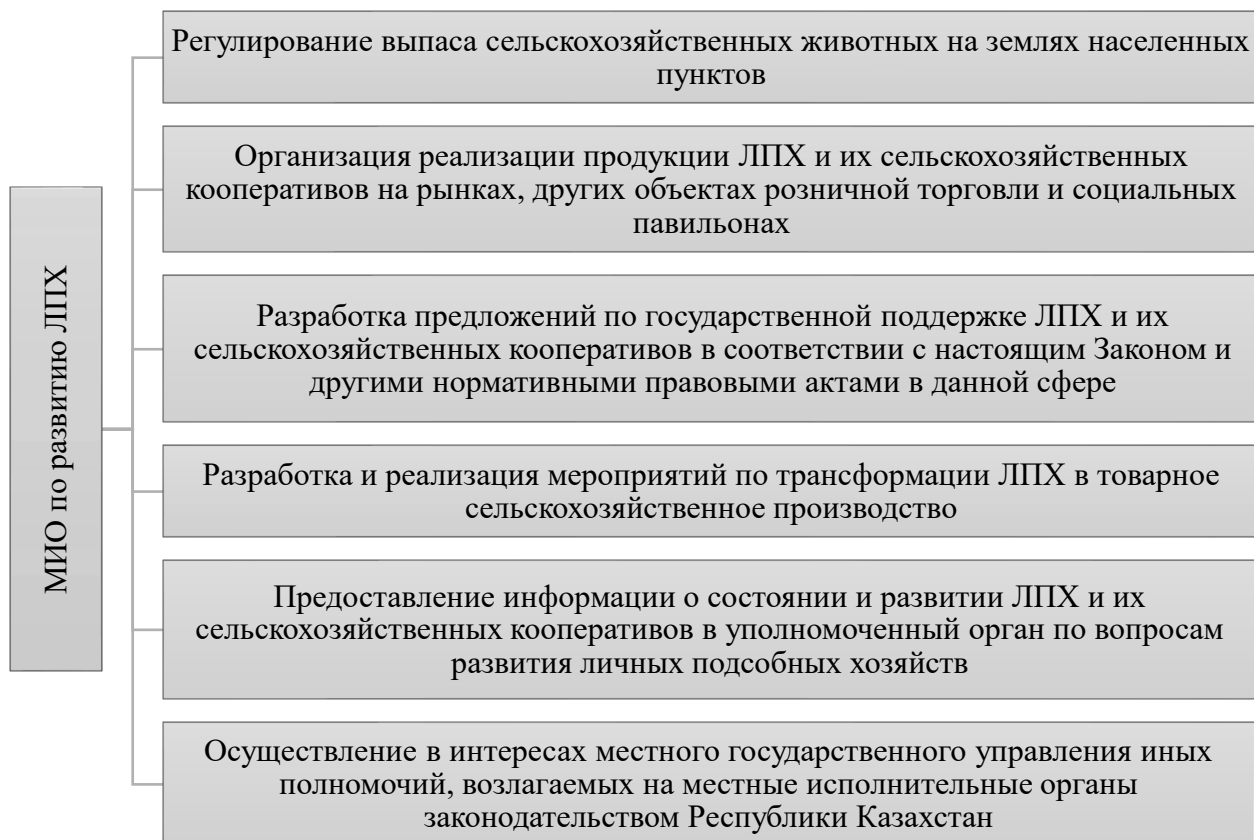 МИО по развитию ЛПХ
Регулирование выпаса сельскохозяйственных животных на землях населенных
пунктов
Организация реализации продукции ЛПХ и их сельскохозяйственных
кооперативов на рынках, других объектах розничной торговли и социальных
павильонах
Разработка предложений по государственной поддержке ЛПХ и их
сельскохозяйственных кооперативов в соответствии с настоящим Законом и
другими нормативными правовыми актами в данной сфере
Разработка и реализация мероприятий по трансформации ЛПХ в товарное
сельскохозяйственное производство
Предоставление информации о состоянии и развитии ЛПХ и их
сельскохозяйственных кооперативов в уполномоченный орган по вопросам
развития личных подсобных хозяйств
Осуществление в интересах местного государственного управления иных
полномочий, возлагаемых на местные исполнительные органы
законодательством Республики Казахстан